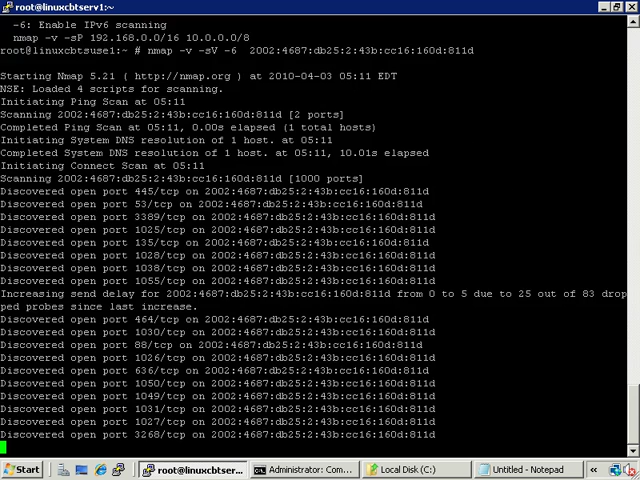 root@linuxcbtserv1:~
-6: Enable IPv6 scanning
nmap -v -sP 192.168.0.0/16 10.0.0.0/8
root@linuxcbtsuse1:~ # nmap -v -sV -6  2002:4687:db25:2:43b:cc16:160d:811d
Starting Nmap 5.21 ( http://nmap.org ) at 2010-04-03 05:11 EDT
NSE: Loaded 4 scripts for scanning.
Initiating Ping Scan at 05:11
Scanning 2002:4687:db25:2:43b:cc16:160d:811d [2 ports]
Completed Ping Scan at 05:11, 0.00s elapsed (1 total hosts)
Initiating System DNS resolution of 1 host. at 05:11
Completed System DNS resolution of 1 host. at 05:11, 10.01s elapsed
Initiating Connect Scan at 05:11
Scanning 2002:4687:db25:2:43b:cc16:160d:811d [1000 ports]
Discovered open port 445/tcp on 2002:4687:db25:2:43b:cc16:160d:811d
Discovered open port 53/tcp on 2002:4687:db25:2:43b:cc16:160d:811d
Discovered open port 3389/tcp on 2002:4687:db25:2:43b:cc16:160d:811d
Discovered open port 1025/tcp on 2002:4687:db25:2:43b:cc16:160d:811d
Discovered open port 135/tcp on 2002:4687:db25:2:43b:cc16:160d:811d
Discovered open port 1028/tcp on 2002:4687:db25:2:43b:cc16:160d:811d
Discovered open port 1038/tcp on 2002:4687:db25:2:43b:cc16:160d:811d
Discovered open port 1055/tcp on 2002:4687:db25:2:43b:cc16:160d:811d
Increasing send delay for 2002:4687:db25:2:43b:cc16:160d:811d from 0 to 5 due to 25 out of 83 drop
ped probes since last increase.
Discovered open port 464/tcp on 2002:4687:db25:2:43b:cc16:160d:811d
Discovered open port 1030/tcp on 2002:4687:db25:2:43b:cc16:160d:811d
Discovered open port 88/tcp on 2002:4687:db25:2:43b:cc16:160d:811d
Discovered open port 1026/tcp on 2002:4687:db25:2:43b:cc16:160d:811d
Discovered open port 636/tcp on 2002:4687:db25:2:43b:cc16:160d:811d
Discovered open port 1050/tcp on 2002:4687:db25:2:43b:cc16:160d:811d
Discovered open port 1049/tcp on 2002:4687:db25:2:43b:cc16:160d:811d
Discovered open port 1031/tcp on 2002:4687:db25:2:43b:cc16:160d:811d
Discovered open port 1027/tcp on 2002:4687:db25:2:43b:cc16:160d:811d
Discovered open port 3268/tcp on 2002:4687:db25:2:43b:cc16:160d:811d
Start
root@linuxcbtserv...
Administrator: Com...
Local Disk (C:)
Untitled - Notepad
«